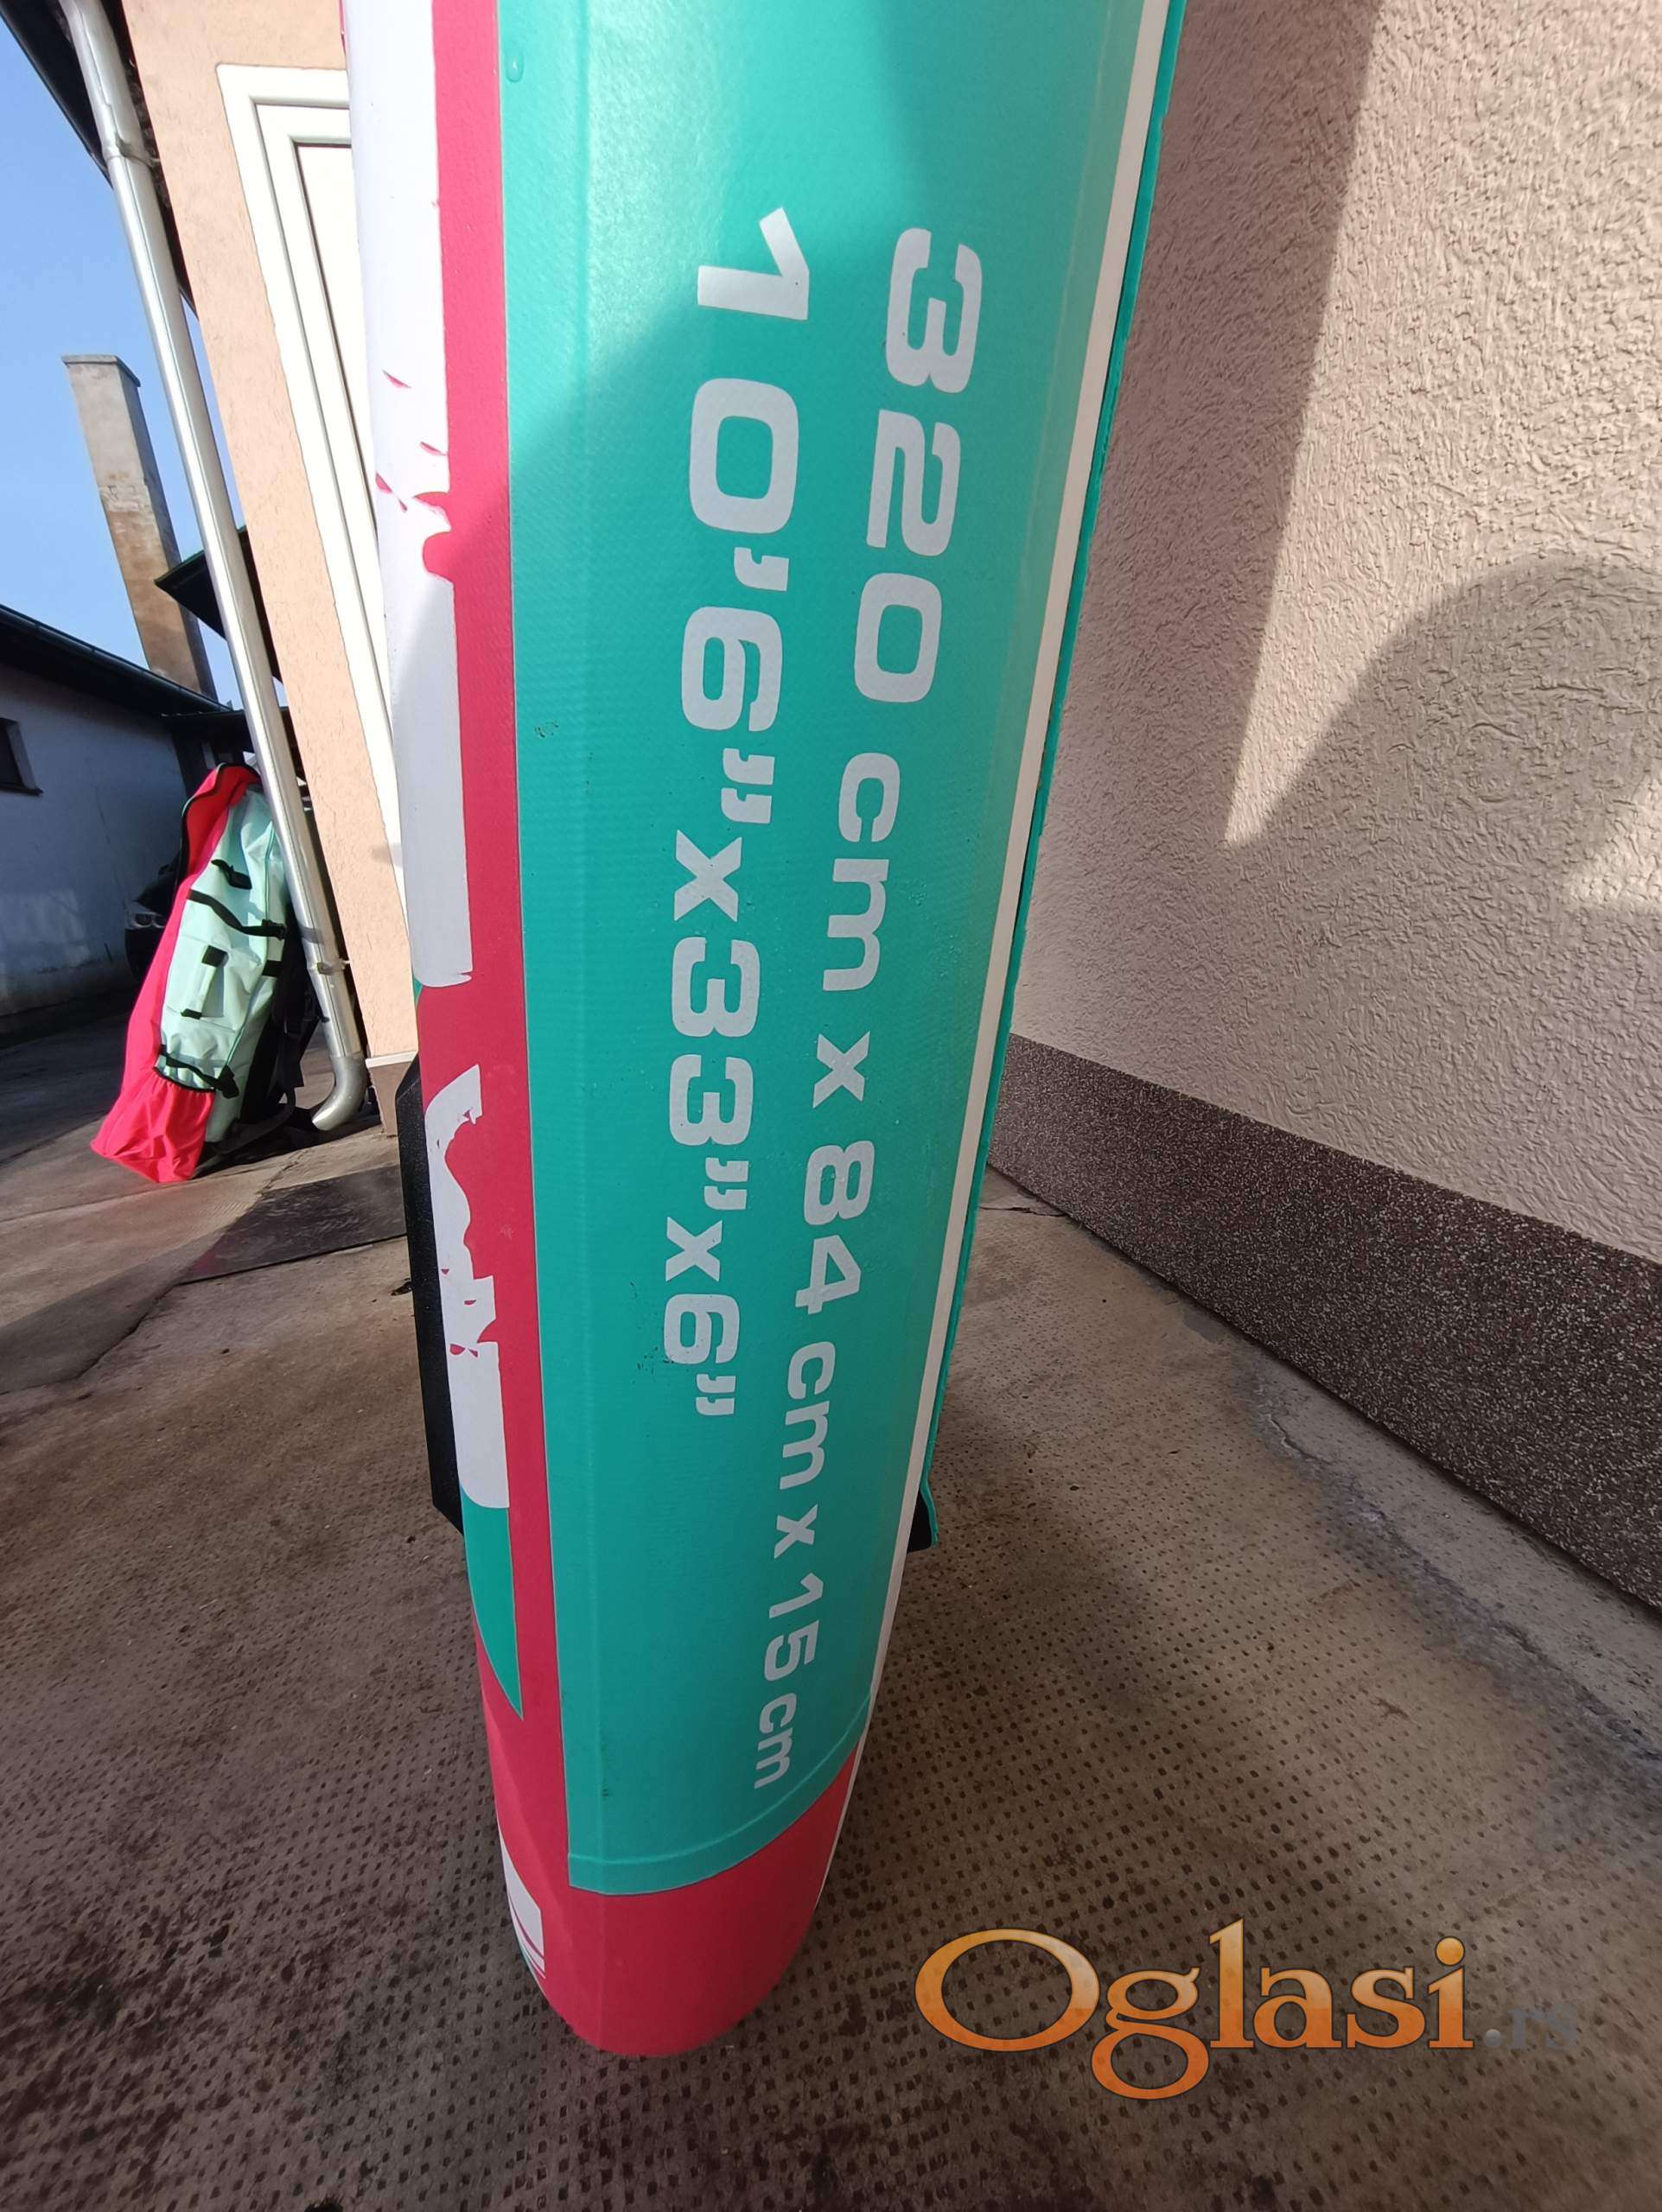 320 cm x 84 cm x 15 cm
10'6"x33"x6"
Oglasi.rs